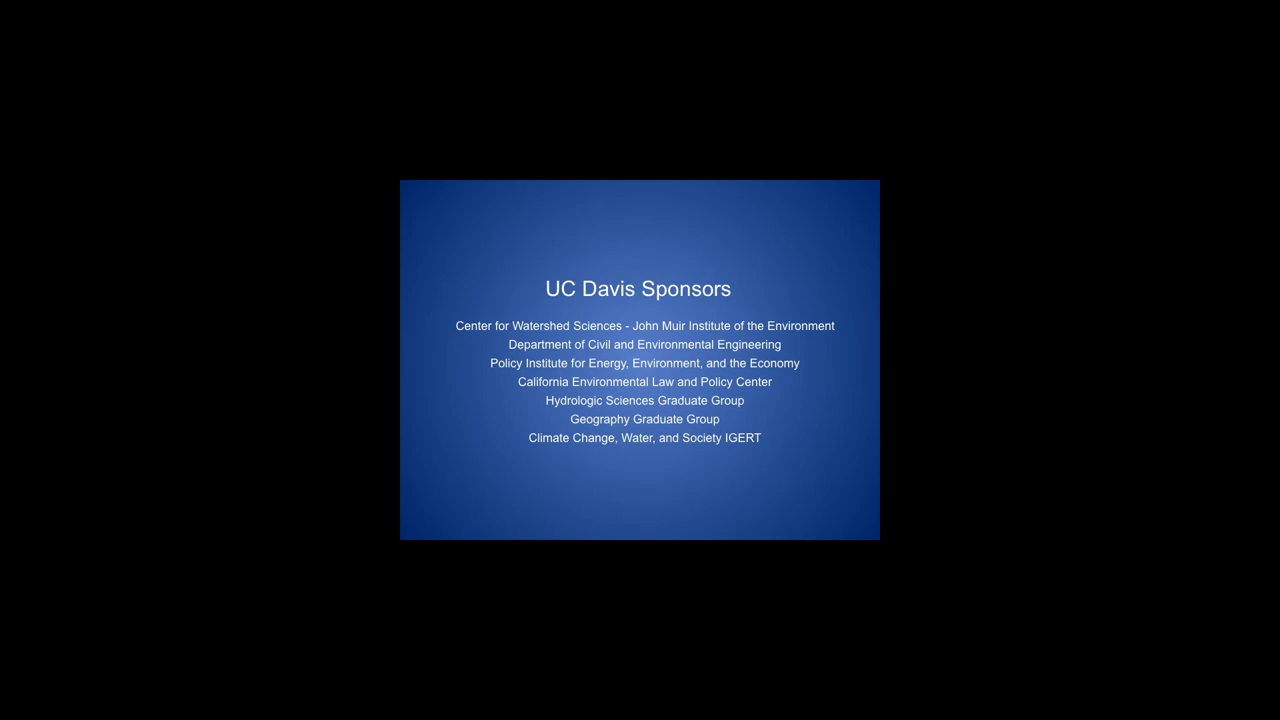 UC Davis Sponsors
Center for Watershed Sciences - John Muir Institute of the Environment
Department of Civil and Environmental Engineering
Policy Institute for Energy, Environment, and the Economy
California Environmental Law and Policy Center
Hydrologic Sciences Graduate Group
Geography Graduate Group
Climate Change, Water, and Society IGERT